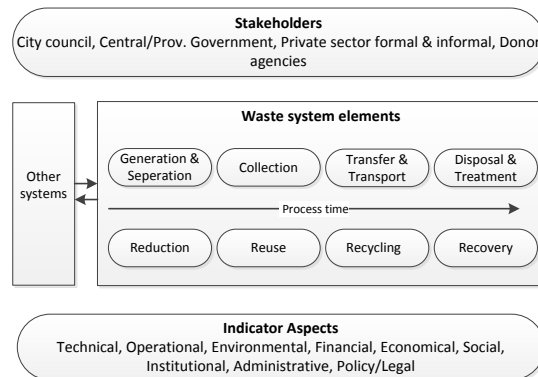 Stakeholders
City council, Central/Prov. Government, Private sector formal & informal, Donor
agencies
Waste system elements
Other
systems
Generation &
Seperation
Collection
Transfer &
Transport
Disposal &
Treatment
Process time
Reduction
Reuse
Recycling
Recovery
Indicator Aspects
Technical, Operational, Environmental, Financial, Economical, Social,
Institutional, Administrative, Policy/Legal